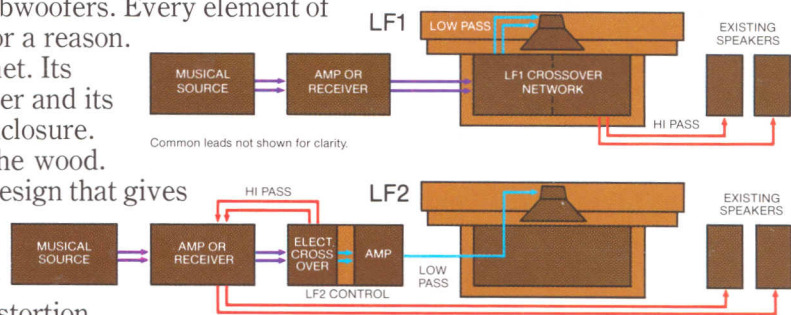 bwoofers. Every element of
or a reason.
net. Its
er and its
closure.
he wood.
esign that gives
stortion
LF1
LOW PASS
EXISTING
SPEAKERS
MUSICAL
SOURCE
AMP OR
RECEIVER
LF1 CROSSOVER
NETWORK
HI PASS
Common leads not shown for clarity.
HI PASS
LF2
EXISTING
SPEAKERS
MUSICAL
SOURCE
AMP OR
RECEIVER
ELECT.
CROSS
OVER
AMP
LOW
PASS
LF2 CONTROL